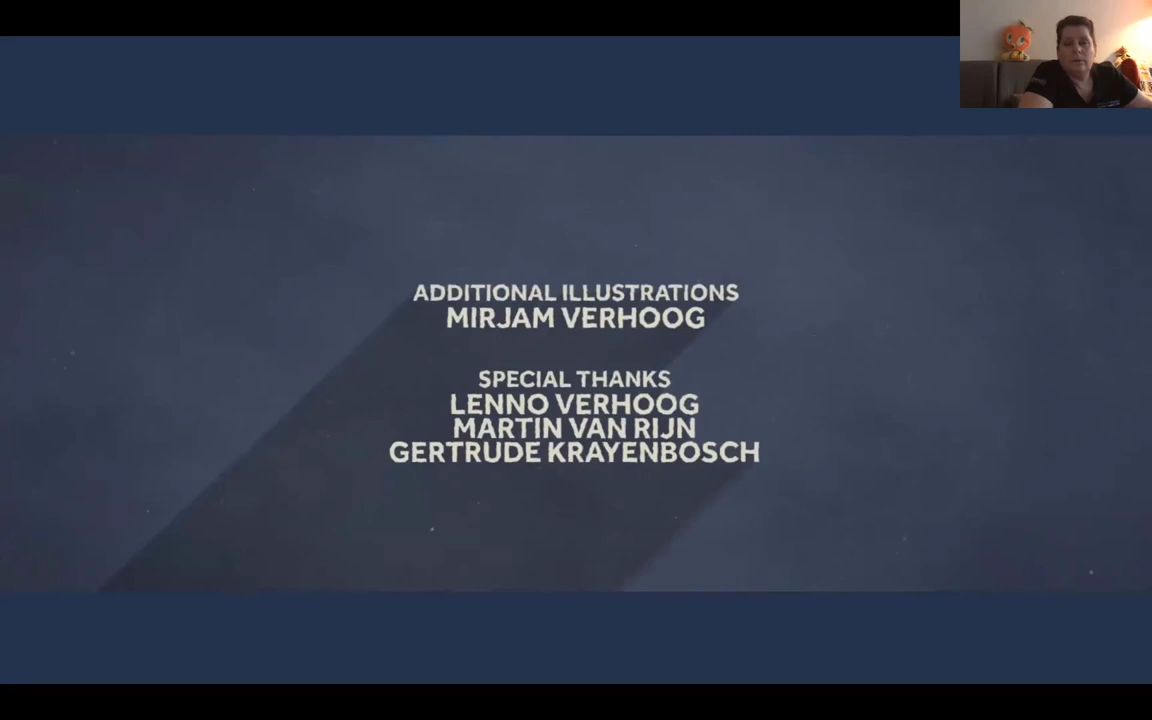 ADDITIONAL ILLUSTRATIONS
MIRJAM VERHOOG
SPECIAL THANKS
LENNO VERHOOG
MARTIN VAN RIJN
GERTRUDE KRAYENBOSCH